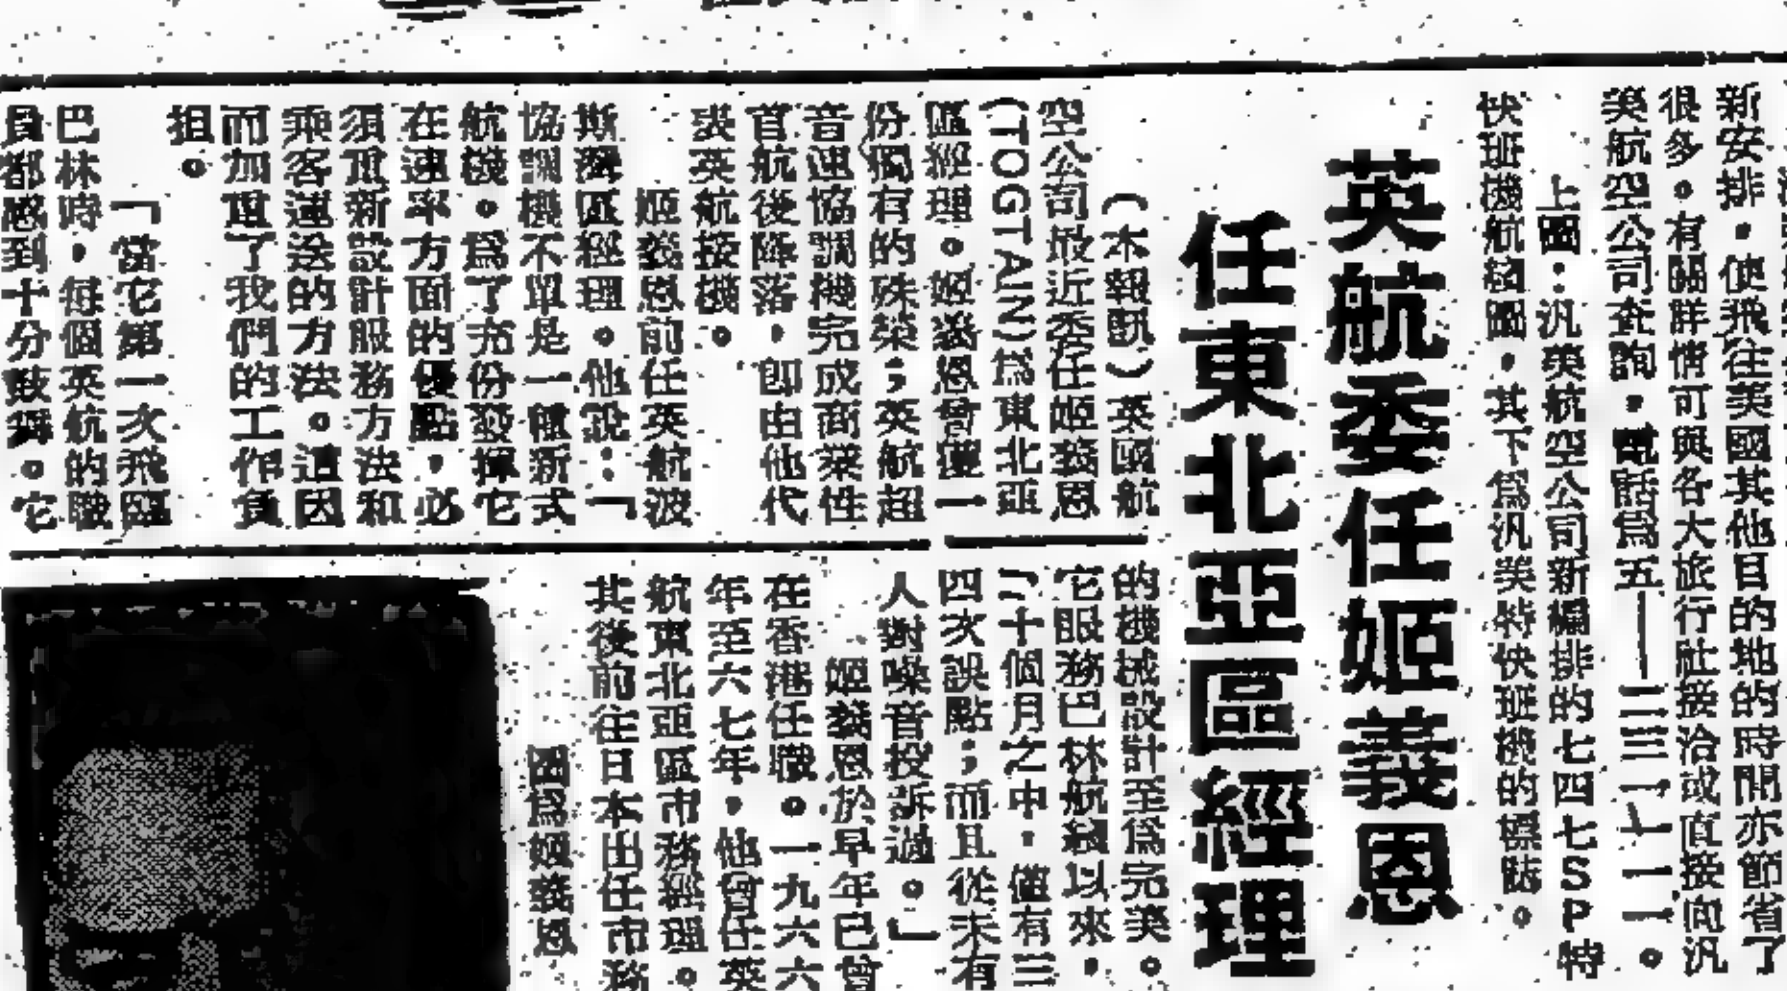 新安排，使飛往美國其他目的地的時間亦節省了
很多。有關詳情可與各大旅行社接洽或直接向汎
美航空公司查詢，電話為五——二三一一一一。
上圖：汎美航空公司新編排的七四七SP特
快班機航線圖，其下為汎美特快班機的標誌。
英航委任姬義恩
任東北亞區經理
（本報訊）英國航
空公司最近委任姬義恩
(TOGTAIN)為東北亞
區經理。姬義恩曾獲一
份獨有的殊榮；英航超
音速協調機完成商業性
首航後降落，即由他代
表英航接機。
姬義恩前任英航波
斯灣區經理。他說：「
協調機不單是一種新式
航機。為了充份發揮它
在速率方面的優點，必
須重新設計服務方法和
乘客運送的方法。這因
而加重了我們的工作負
担。
「當它第一次飛臨
巴林時，每個英航的職
員都感到十分鼓舞。它
的機械設計至為完美。
它服務巴林航線以來，
二十個月之中，僅有三
四次誤點；而且從未有
人對噪音投訴過。」
姬義恩於早年已曾
在香港任職。一九六六
年至六七年，他曾任英
航東北亞區市務經理。
其後前往日本出任市務
圖為姬義恩